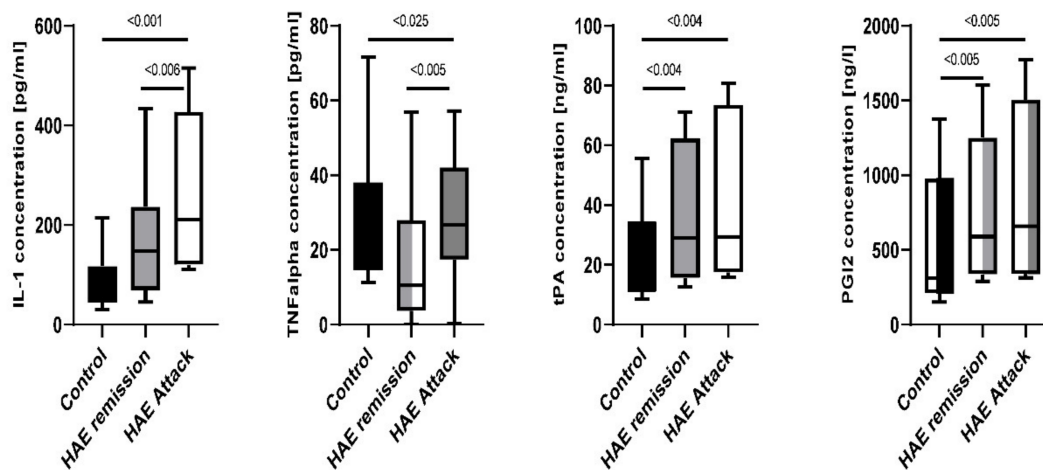 IL-1 concentration [pg/ml]
600
400
200
0
<0.001
<0.006
Control
HAE remission
HAE Attack
TNFalpha concentration [pg/ml]
80
60
40
20
0
<0.025
<0.005
Control
HAE remission
HAE Attack
tPA concentration [ng/ml]
100
80
60
40
20
0
<0.004
<0.004
Control
HAE remission
HAE Attack
PGI2 concentration [ng/l]
2000
1500
1000
500
0
<0.005
<0.005
Control
HAE remission
HAE Attack